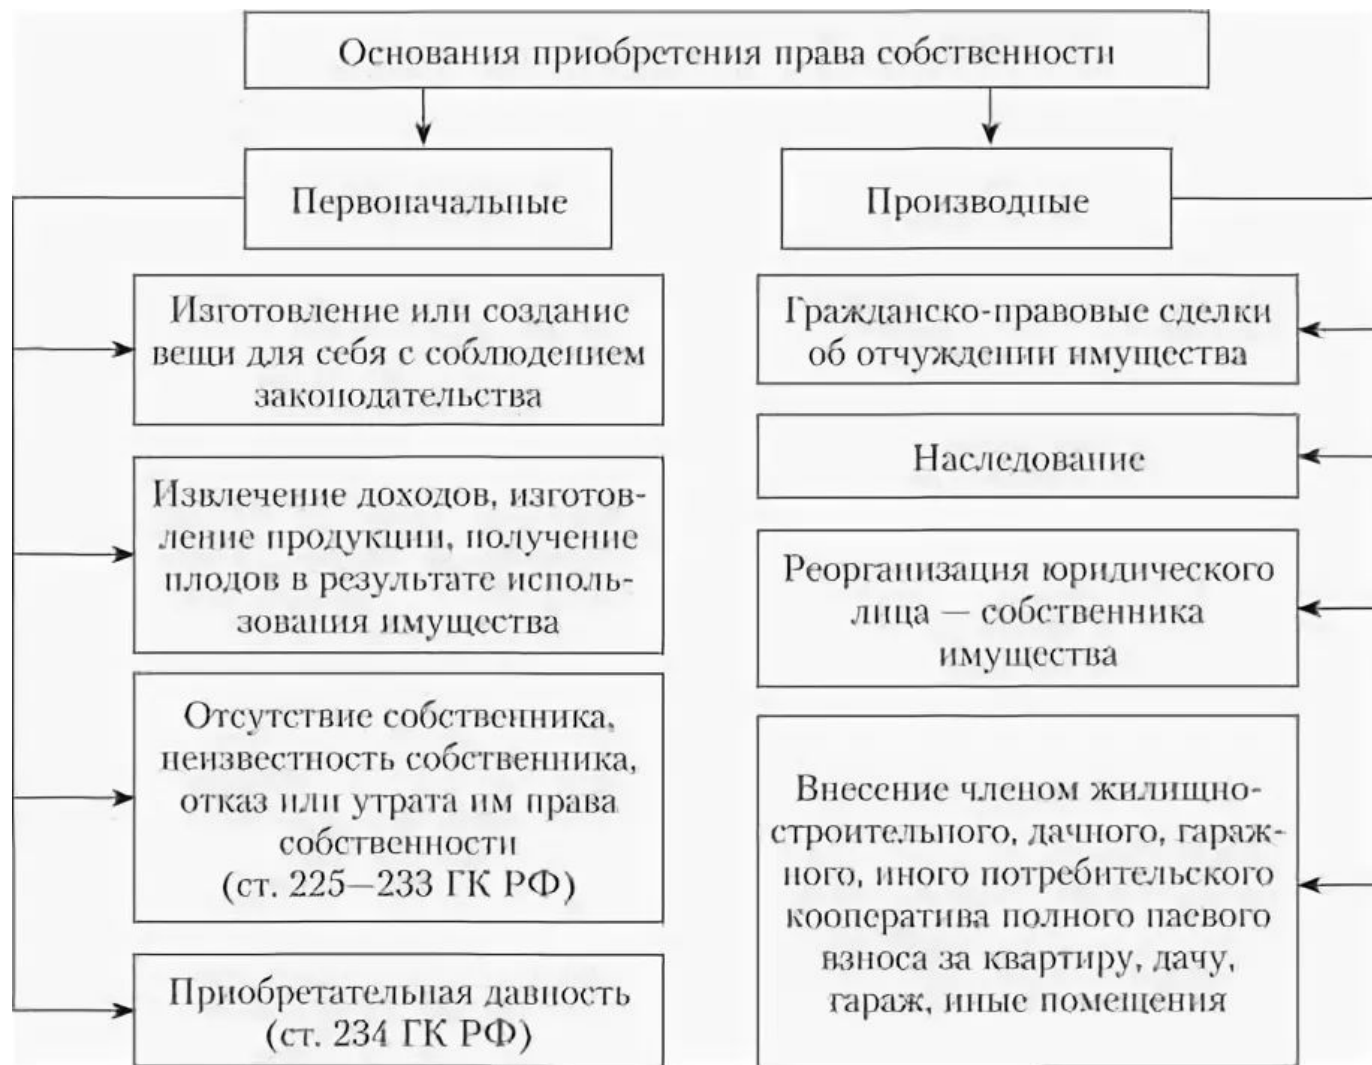 Основания приобретения права собственности
Первоначальные
Производные
Изготовление или создание
вещи для себя с соблюдением
законодательства
Извлечение доходов, изготов-
ление продукции, получение
плодов в результате исполь-
зования имущества
Отсутствие собственника,
неизвестность собственника,
отказ или утрата им права
собственности
(ст. 225—233 ГК РФ)
Приобретательная давность
(ст. 234 ГК РФ)
Гражданско-правовые сделки
об отчуждении имущества
Наследование
Реорганизация юридического
лица — собственника
имущества
Внесение членом жилищно-
строительного, дачного, гараж-
ного, иного потребительского
кооператива полного паевого
взноса за квартиру, дачу,
гараж, иные помещения